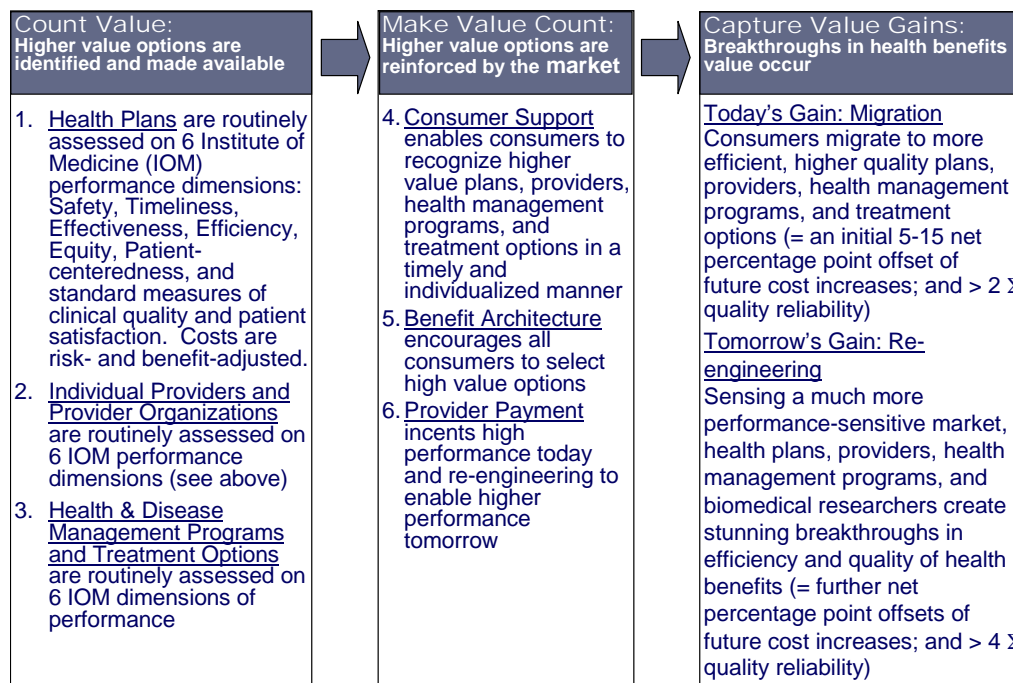 Count Value:
Higher value options are
identified and made available
1. Health Plans are routinely
assessed on 6 Institute of
Medicine (IOM)
performance dimensions:
Safety, Timeliness,
Effectiveness, Efficiency,
Equity, Patient-
centeredness, and
standard measures of
clinical quality and patient
satisfaction. Costs are
risk- and benefit-adjusted.
2. Individual Providers and
Provider Organizations
are routinely assessed on
6 IOM performance
dimensions (see above)
3. Health & Disease
Management Programs
and Treatment Options
are routinely assessed on
6 IOM dimensions of
performance
Make Value Count:
Higher value options are
reinforced by the market
4. Consumer Support
enables consumers to
recognize higher
value plans, providers,
health management
programs, and
treatment options in a
timely and
individualized manner
5. Benefit Architecture
encourages all
consumers to select
high value options
6. Provider Payment
incents high
performance today
and re-engineering to
enable higher
performance
tomorrow
Capture Value Gains:
Breakthroughs in health benefits
value occur
Today's Gain: Migration
Consumers migrate to more
efficient, higher quality plans,
providers, health management
programs, and treatment
options (= an initial 5-15 net
percentage point offset of
future cost increases; and > 2 Σ
quality reliability)
Tomorrow's Gain: Re-
engineering
Sensing a much more
performance-sensitive market,
health plans, providers, health
management programs, and
biomedical researchers create
stunning breakthroughs in
efficiency and quality of health
benefits (= further net
percentage point offsets of
future cost increases; and > 4 Σ
quality reliability)